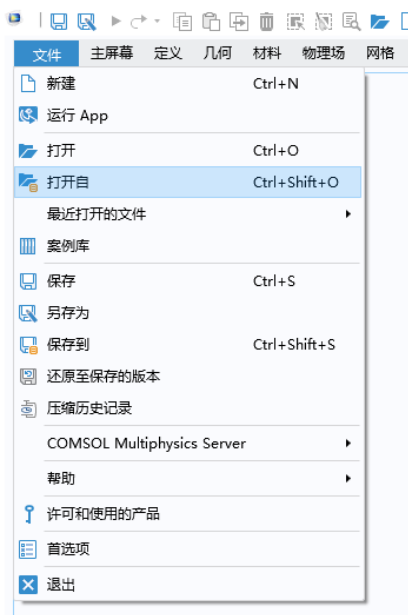 文件 主屏幕 定义 几何 材料 物理场 网格
新建 Ctrl+N
运行 App
打开 Ctrl+O
打开自 Ctrl+Shift+O
最近打开的文件
案例库
保存 Ctrl+S
另存为
保存到 Ctrl+Shift+S
还原至保存的版本
压缩历史记录
COMSOL Multiphysics Server
帮助
许可和使用的产品
首选项
退出